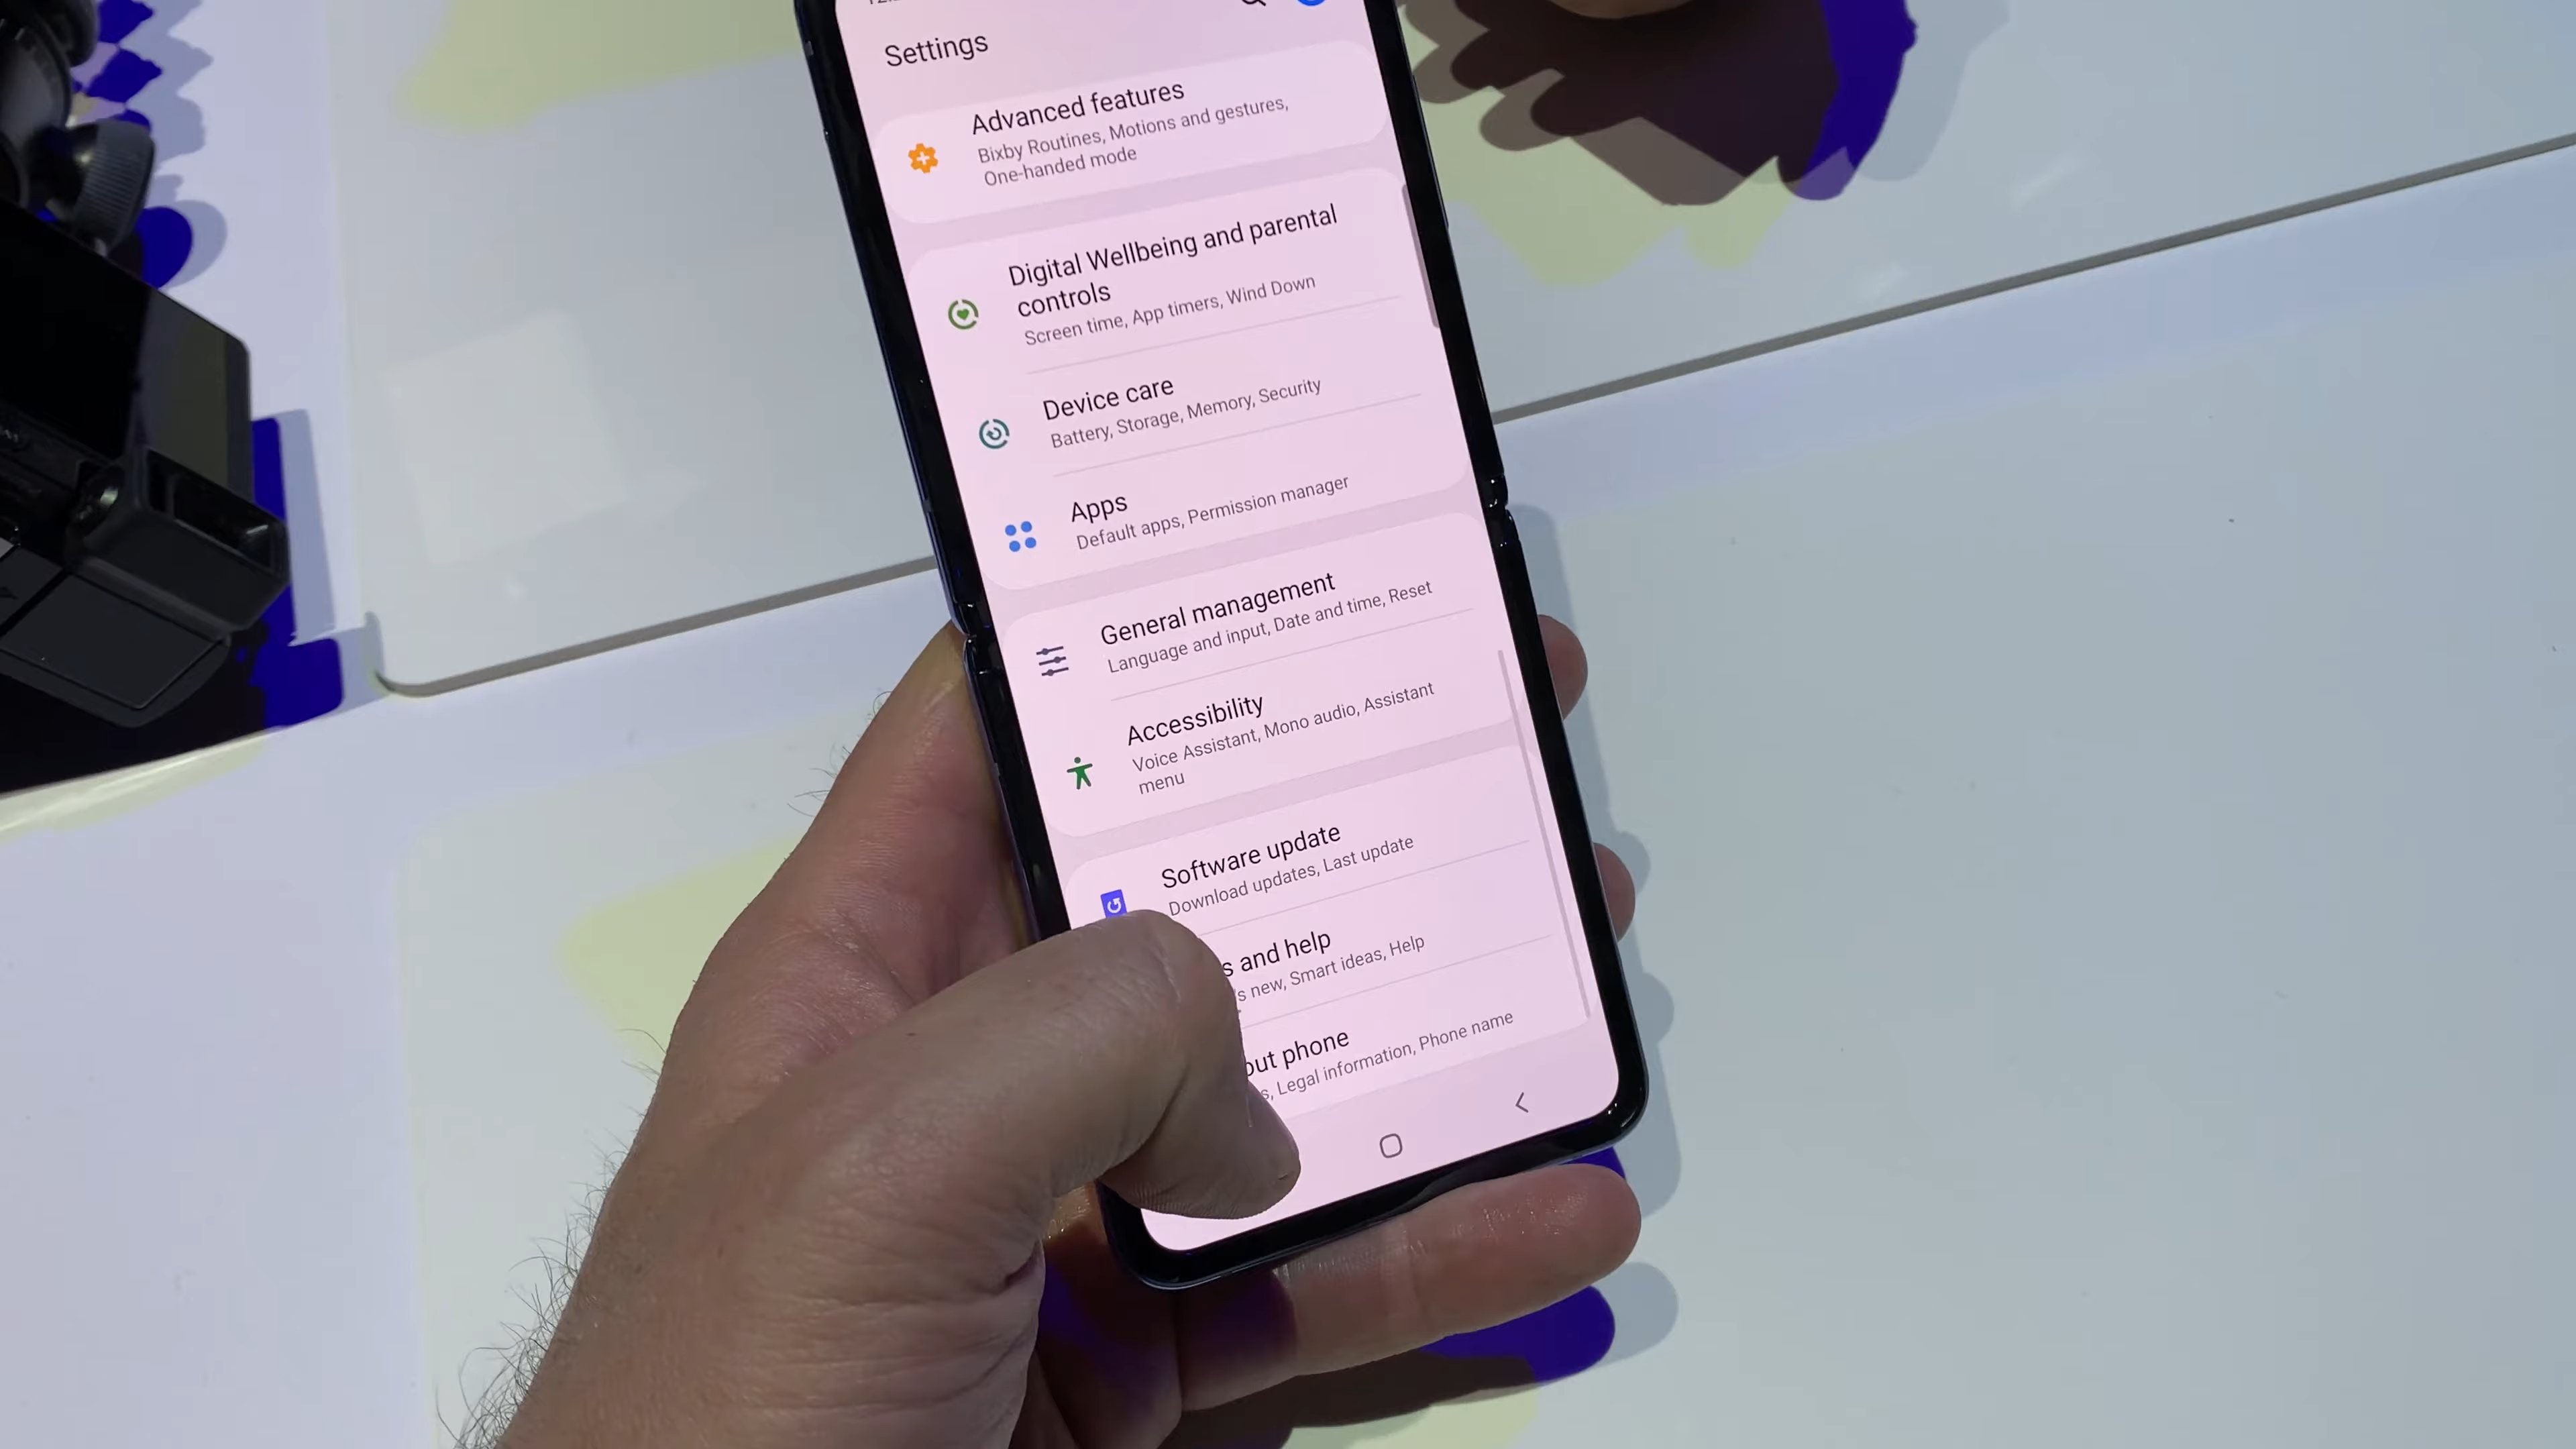 Settings
Advanced features
Bixby Routines, Motions and gestures,
One-handed mode
Digital Wellbeing and parental
controls
Screen time, App timers, Wind Down
Device care
Battery, Storage, Memory, Security
Apps
Default apps, Permission manager
General management
Language and input, Date and time, Reset
Accessibility
Voice Assistant, Mono audio, Assistant
menu
Software update
Download updates, Last update
and help
new, Smart ideas, Help
phone
Legal information, Phone name